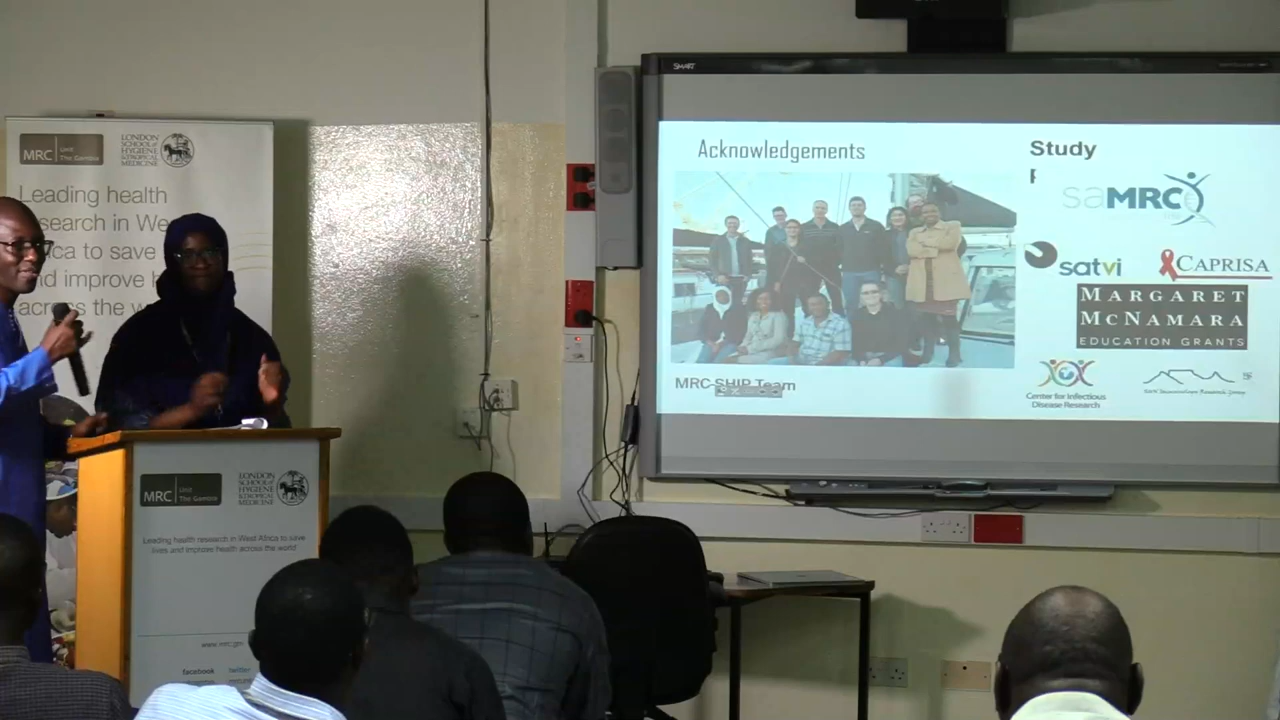 MRC Unit
The Gambia
LONDON
SCHOOL of
HYGIENE
&TROPICAL
MEDICINE
Leading health
research in We
ica to save
nd improve h
across the w
MRC Unit
The Gambia
LONDON
SCHOOL of
HYGIENE
&TROPICAL
MEDICINE
Leading health research in West Africa to save
lives and improve health across the world
www.mrc.gm
facebook twitter
SMART
Acknowledgements
MRC-SHIP Team
Study
saMRC
satvi
CAPRISA
MARGARET
MCNAMARA
EDUCATION GRANTS
Center for Infectious
Disease Research